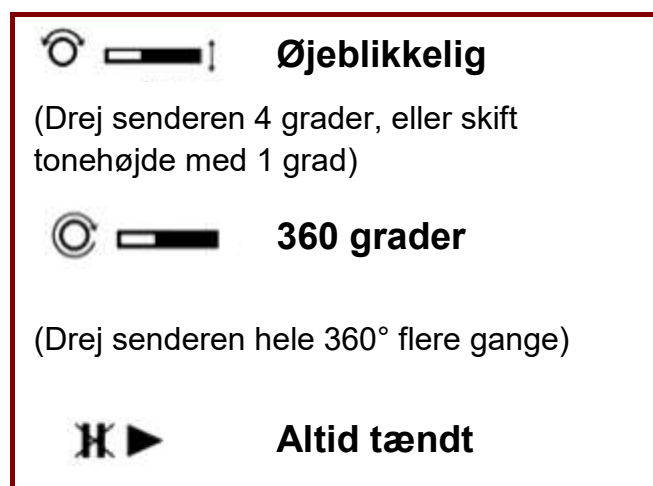 Øjeblikkelig
(Drej senderen 4 grader, eller skift
tonehøjde med 1 grad)
360 grader
(Drej senderen hele 360° flere gange)
Altid tændt